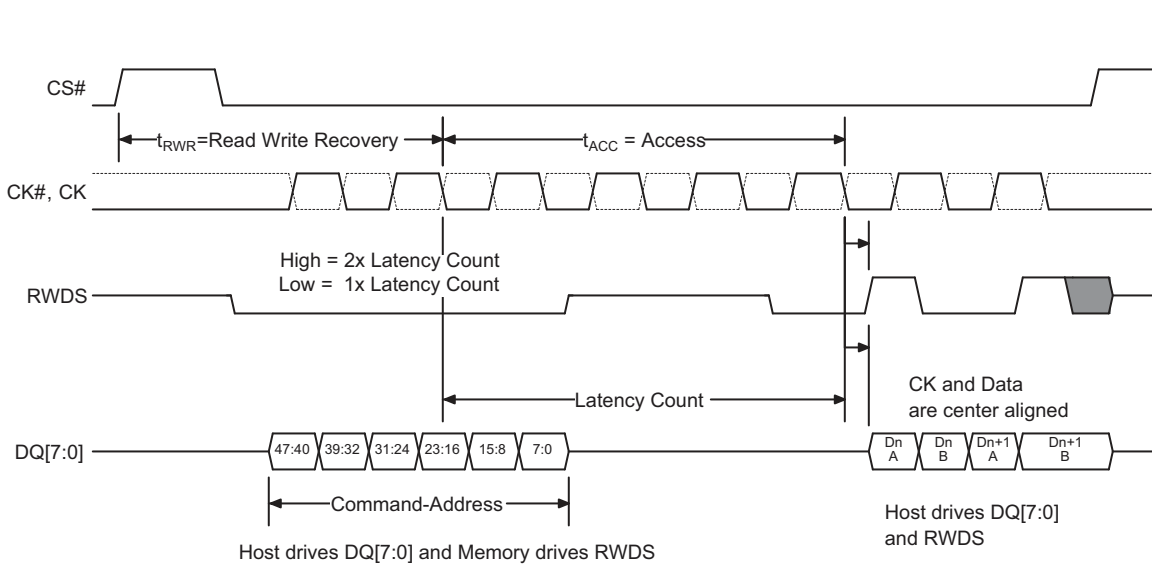 CS#
tRWR=Read Write Recovery
tACC = Access
CK#, CK
High = 2x Latency Count
Low = 1x Latency Count
RWDS
Latency Count
CK and Data
are center aligned
DQ[7:0]
47:40 39:32 31:24 23:16 15:8 7:0
Dn A
Dn B
Dn+1 A
Dn+1 B
Command-Address
Host drives DQ[7:0]
and RWDS
Host drives DQ[7:0] and Memory drives RWDS